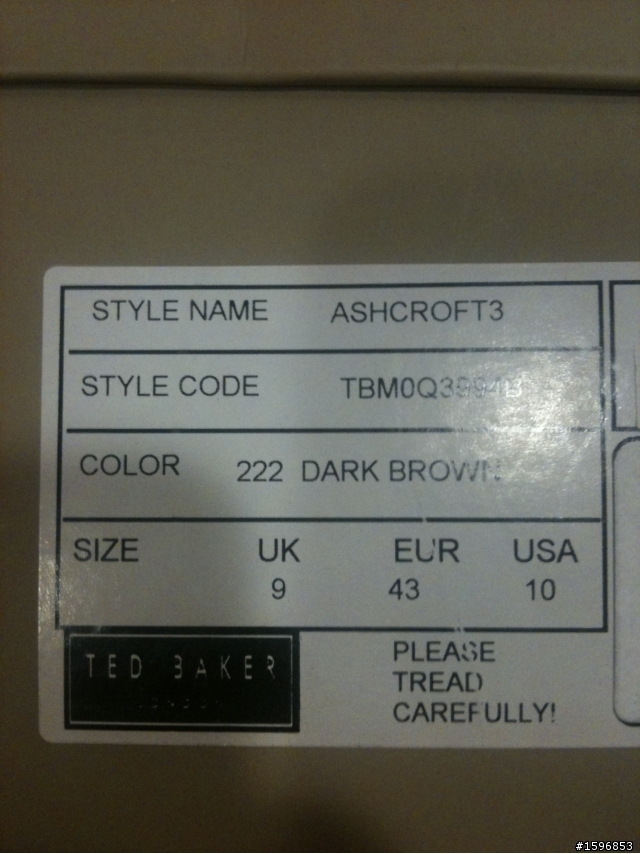 STYLE NAME ASHCROFT3
STYLE CODE
COLOR 222 DARK BROWN
SIZE UK EUR USA
9 43 10
TED BAKER
LONDON
PLEASE
TREAD
CAREFULLY!
#1596853